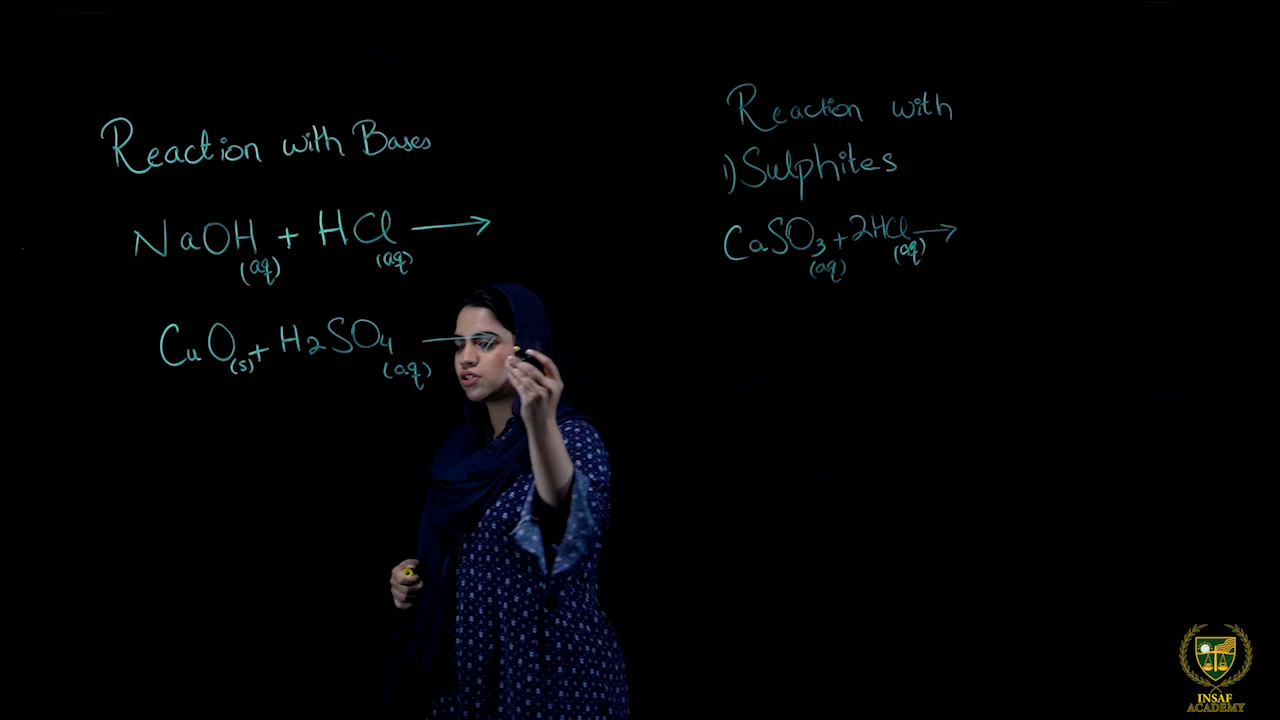 Reaction with Bases
NaOH + HCl →
(aq) (aq)
CuO + H2SO4 →
(s) (aq)
Reaction with
1) Sulphites
CaSO3 + 2HCl →
(aq) (aq)
INSAF
ACADEMY